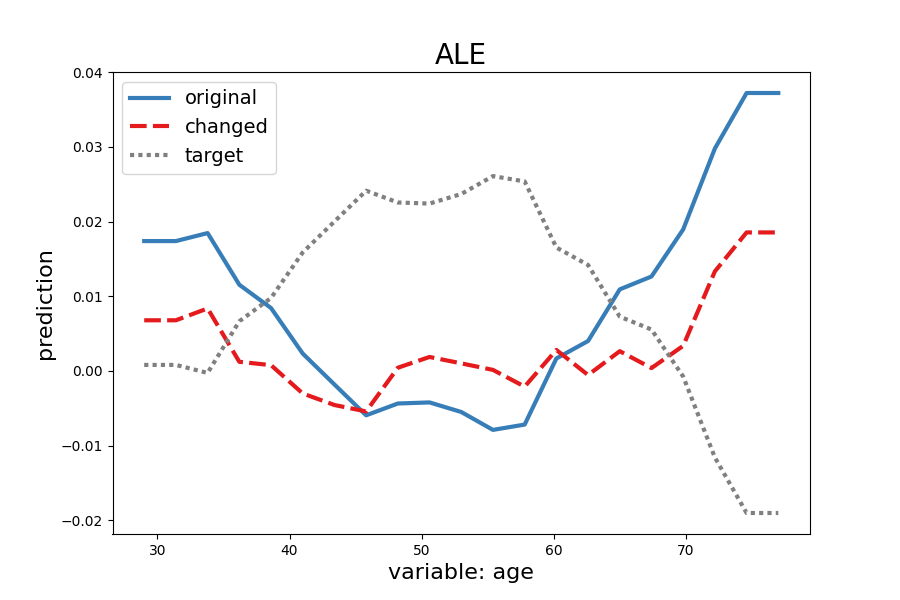 ALE
original
changed
target
prediction
0.04
0.03
0.02
0.01
0.00
−0.01
−0.02
30 40 50 60 70
variable: age